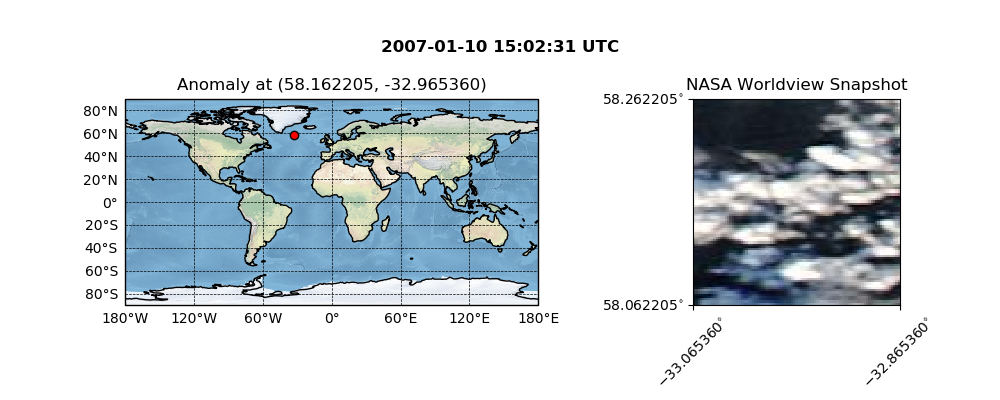 2007-01-10 15:02:31 UTC
Anomaly at (58.162205, -32.965360)
80°N
60°N
40°N
20°N
0°
20°S
40°S
60°S
80°S
180°W 120°W 60°W 0° 60°E 120°E 180°E
NASA Worldview Snapshot
58.262205°
58.062205°
−33.065360°
−32.865360°